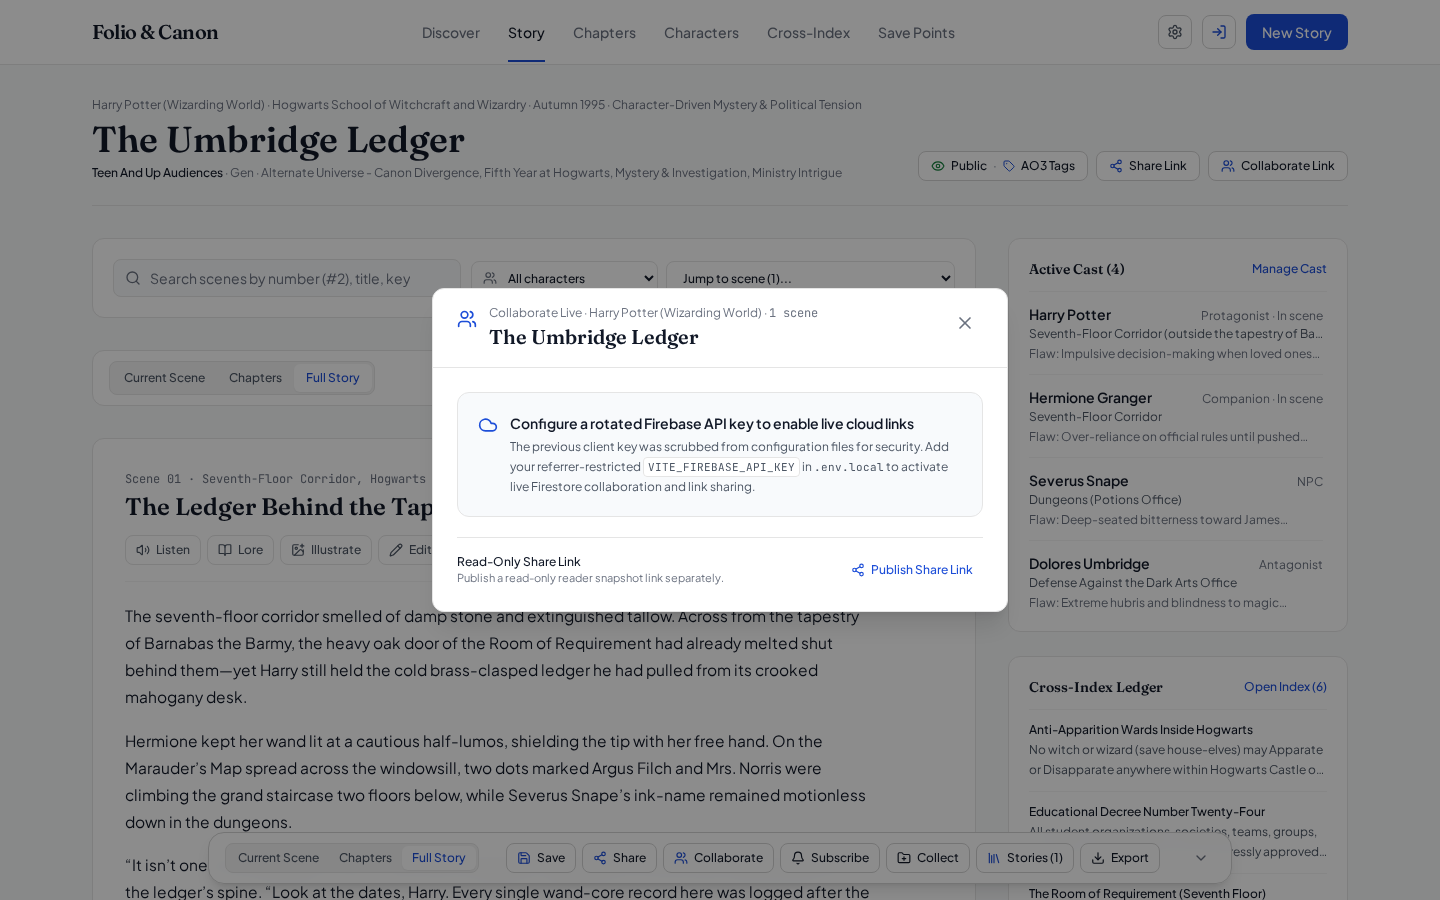 Folio & Canon
Discover
Story
Chapters
Characters
Cross-Index
Save Points
New Story
Harry Potter (Wizarding World) · Hogwarts School of Witchcraft and Wizardry · Autumn 1995 · Character-Driven Mystery & Political Tension
The Umbridge Ledger
Teen And Up Audiences · Gen · Alternate Universe - Canon Divergence, Fifth Year at Hogwarts, Mystery & Investigation, Ministry Intrigue
Public · AO3 Tags
Share Link
Collaborate Link
Search scenes by number (#2), title, key
All characters
Jump to scene (1)...
Current Scene
Chapters
Full Story
Scene 01 · Seventh-Floor Corridor, Hogwarts
The Ledger Behind the Tap
Listen
Lore
Illustrate
Edit
The seventh-floor corridor smelled of damp stone and extinguished tallow. Across from the tapestry
of Barnabas the Barmy, the heavy oak door of the Room of Requirement had already melted shut
behind them—yet Harry still held the cold brass-clasped ledger he had pulled from its crooked
mahogany desk.
Hermione kept her wand lit at a cautious half-lumos, shielding the tip with her free hand. On the
Marauder's Map spread across the windowsill, two dots marked Argus Filch and Mrs. Norris were
climbing the grand staircase two floors below, while Severus Snape's ink-name remained motionless
down in the dungeons.
"It isn't one
the ledger's spine. "Look at the dates, Harry. Every single wand-core record here was logged after the
Collaborate Live · Harry Potter (Wizarding World) · 1 scene
The Umbridge Ledger
Configure a rotated Firebase API key to enable live cloud links
The previous client key was scrubbed from configuration files for security. Add
your referrer-restricted VITE_FIREBASE_API_KEY in .env.local to activate
live Firestore collaboration and link sharing.
Read-Only Share Link
Publish a read-only reader snapshot link separately.
Publish Share Link
Active Cast (4)
Manage Cast
Harry Potter
Protagonist · In scene
Seventh-Floor Corridor (outside the tapestry of Ba...
Flaw: Impulsive decision-making when loved ones...
Hermione Granger
Companion · In scene
Seventh-Floor Corridor
Flaw: Over-reliance on official rules until pushed...
Severus Snape
NPC
Dungeons (Potions Office)
Flaw: Deep-seated bitterness toward James...
Dolores Umbridge
Antagonist
Defense Against the Dark Arts Office
Flaw: Extreme hubris and blindness to magic...
Cross-Index Ledger
Open Index (6)
Anti-Apparition Wards Inside Hogwarts
No witch or wizard (save house-elves) may Apparate
or Disapparate anywhere within Hogwarts Castle o...
Educational Decree Number Twenty-Four
All student organizations, societies, teams, groups,
approved...
The Room of Requirement (Seventh Floor)
Current Scene
Chapters
Full Story
Save
Share
Collaborate
Subscribe
Collect
Stories (1)
Export